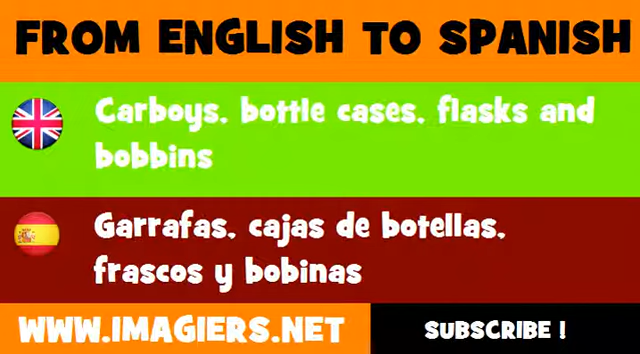 FROM ENGLISH TO SPANISH
Carboys, bottle cases, flasks and
bobbins
Garrafas, cajas de botellas,
frascos y bobinas
WWW.IMAGIERS.NET
SUBSCRIBE !